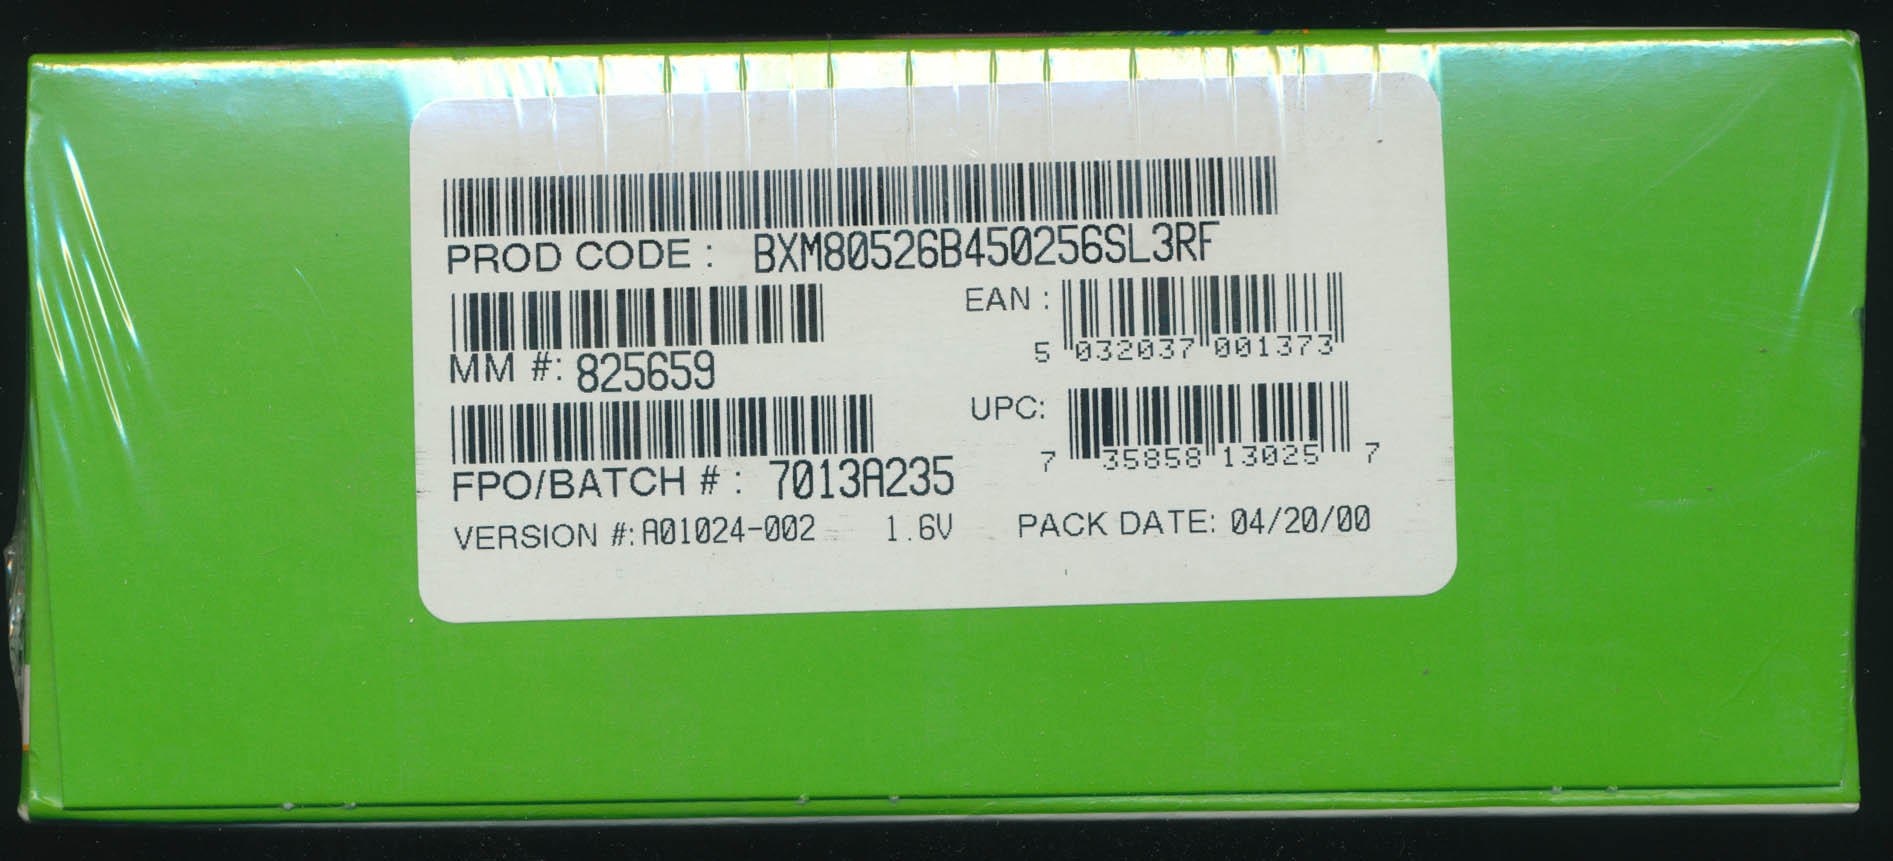 PROD CODE : BXM80526B450256SL3RF
EAN :
5 032037 001373
MM #: 825659
UPC:
7 35858 13025 7
FPO/BATCH # : 7013A235
VERSION #: A01024-002 1.6V PACK DATE: 04/20/00